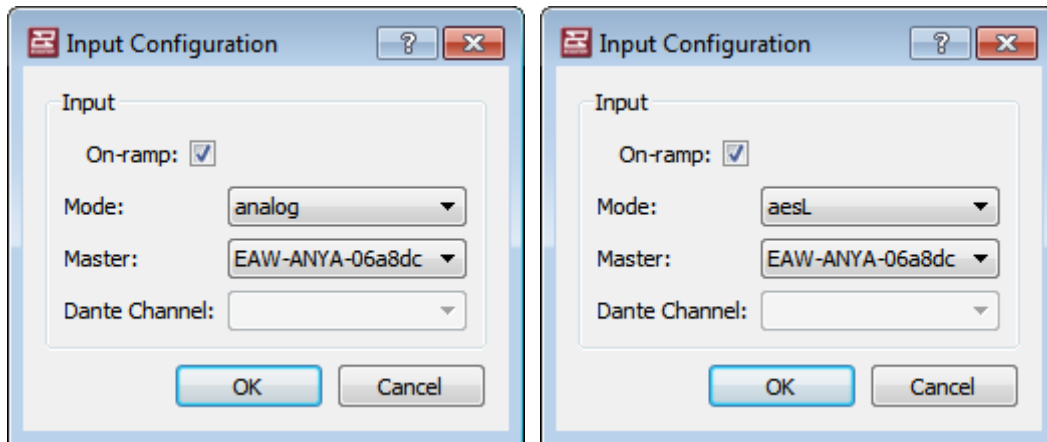 Input Configuration
Input
On-ramp:
Mode: analog
Master: EAW-ANYA-06a8dc
Dante Channel:
OK Cancel
Input Configuration
Input
On-ramp:
Mode: aesL
Master: EAW-ANYA-06a8dc
Dante Channel:
OK Cancel